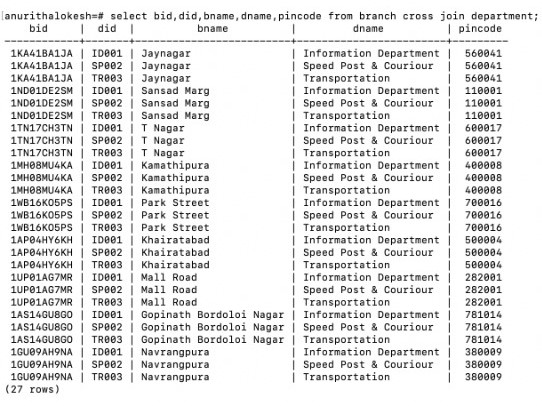 anurithalokesh=# select bid,did,bname,dname,pincode from branch cross join department;
bid | did | bname | dname | pincode
1KA41BA1JA | ID001 | Jaynagar | Information Department | 560041
1KA41BA1JA | SP002 | Jaynagar | Speed Post & Couriour | 560041
1KA41BA1JA | TR003 | Jaynagar | Transportation | 560041
1ND01DE2SM | ID001 | Sansad Marg | Information Department | 110001
1ND01DE2SM | SP002 | Sansad Marg | Speed Post & Couriour | 110001
1ND01DE2SM | TR003 | Sansad Marg | Transportation | 110001
1TN17CH3TN | ID001 | T Nagar | Information Department | 600017
1TN17CH3TN | SP002 | T Nagar | Speed Post & Couriour | 600017
1TN17CH3TN | TR003 | T Nagar | Transportation | 600017
1MH08MU4KA | ID001 | Kamathipura | Information Department | 400008
1MH08MU4KA | SP002 | Kamathipura | Speed Post & Couriour | 400008
1MH08MU4KA | TR003 | Kamathipura | Transportation | 400008
1WB16KO5PS | ID001 | Park Street | Information Department | 700016
1WB16KO5PS | SP002 | Park Street | Speed Post & Couriour | 700016
1WB16KO5PS | TR003 | Park Street | Transportation | 700016
1AP04HY6KH | ID001 | Khairatabad | Information Department | 500004
1AP04HY6KH | SP002 | Khairatabad | Speed Post & Couriour | 500004
1AP04HY6KH | TR003 | Khairatabad | Transportation | 500004
1UP01AG7MR | ID001 | Mall Road | Information Department | 282001
1UP01AG7MR | SP002 | Mall Road | Speed Post & Couriour | 282001
1UP01AG7MR | TR003 | Mall Road | Transportation | 282001
1AS14GU8GO | ID001 | Gopinath Bordoloi Nagar | Information Department | 781014
1AS14GU8GO | SP002 | Gopinath Bordoloi Nagar | Speed Post & Couriour | 781014
1AS14GU8GO | TR003 | Gopinath Bordoloi Nagar | Transportation | 781014
1GU09AH9NA | ID001 | Navrangpura | Information Department | 380009
1GU09AH9NA | SP002 | Navrangpura | Speed Post & Couriour | 380009
1GU09AH9NA | TR003 | Navrangpura | Transportation | 380009
(27 rows)